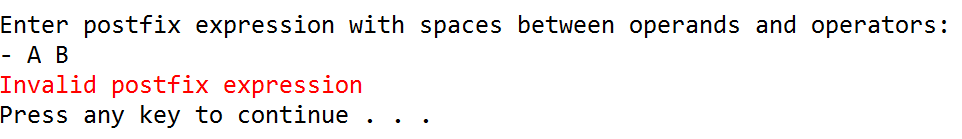 Enter postfix expression with spaces between operands and operators:
- A B
Invalid postfix expression
Press any key to continue . . .